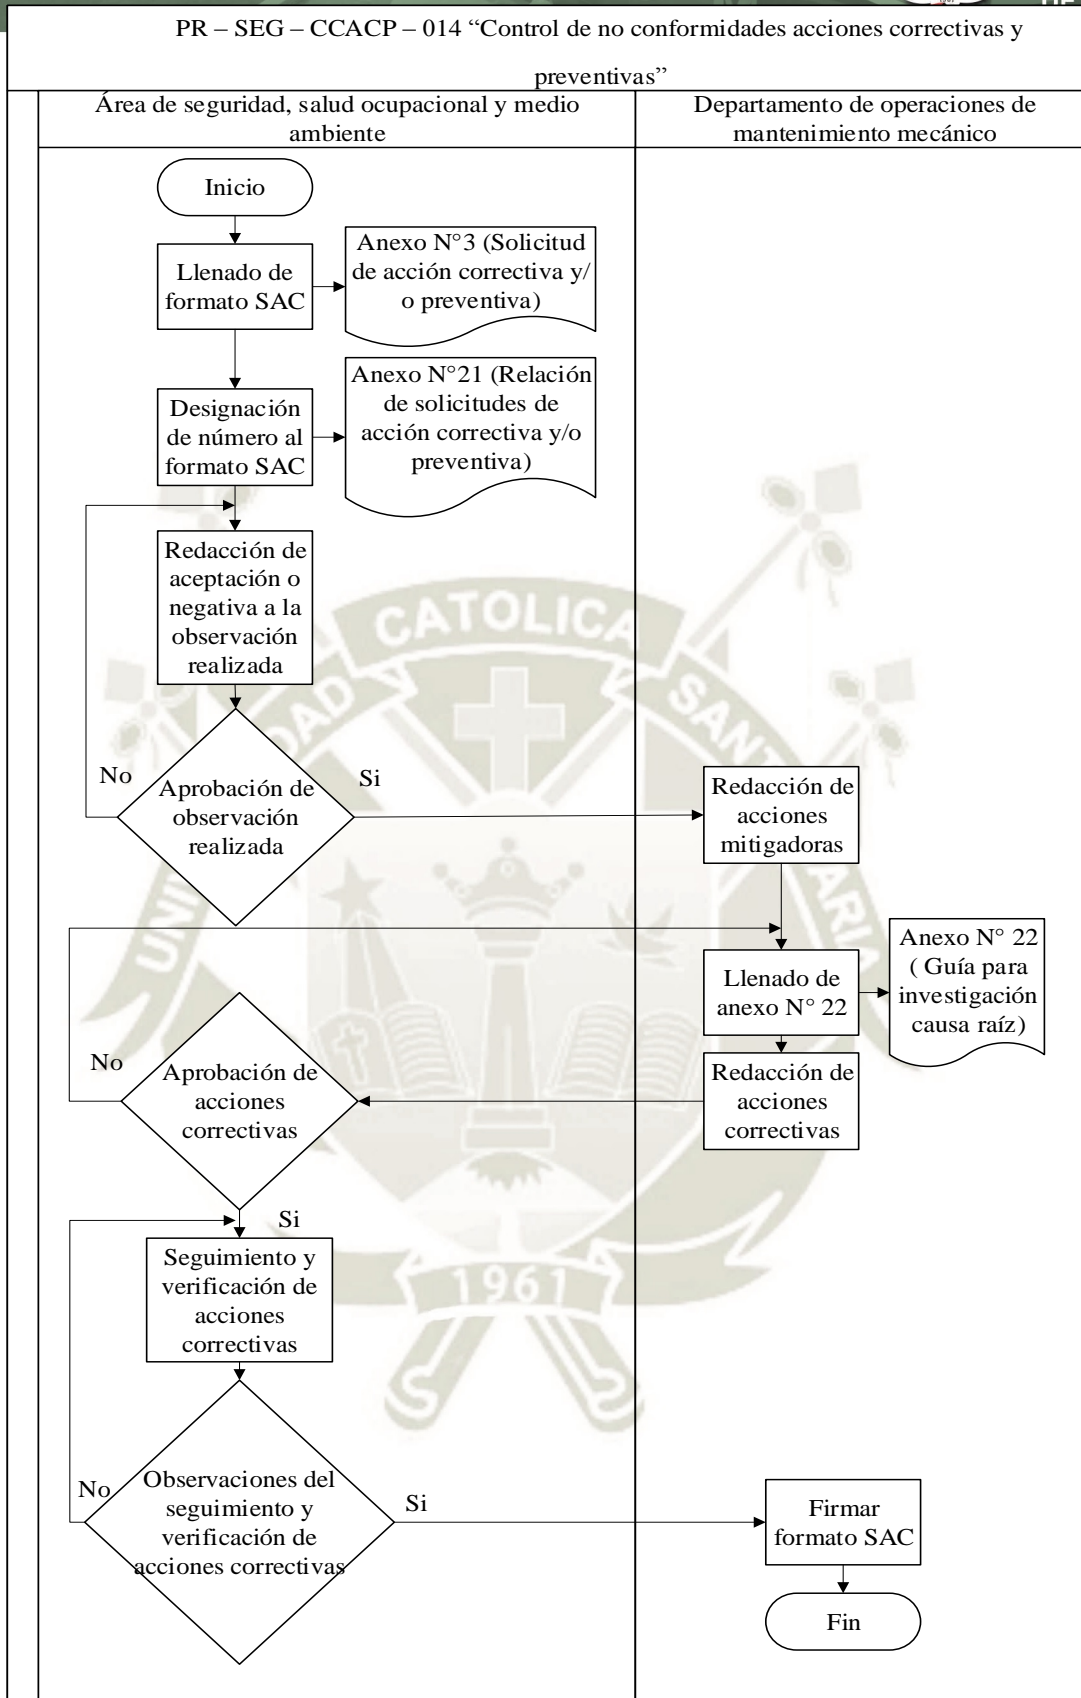 PR – SEG – CCACP – 014 “Control de no conformidades acciones correctivas y
preventivas”
Área de seguridad, salud ocupacional y medio
ambiente
Departamento de operaciones de
mantenimiento mecánico
Inicio
Llenado de
formato SAC
Anexo N°3 (Solicitud
de acción correctiva y/
o preventiva)
Designación
de número al
formato SAC
Anexo N°21 (Relación
de solicitudes de
acción correctiva y/o
preventiva)
Redacción de
aceptación o
negativa a la
observación
realizada
No
Aprobación de
observación
realizada
Si
Redacción de
acciones
mitigadoras
Llenado de
anexo N° 22
Anexo N° 22
( Guía para
investigación
causa raíz)
Redacción de
acciones
correctivas
No
Aprobación de
acciones
correctivas
Si
Seguimiento y
verificación de
acciones
correctivas
No
Observaciones del
seguimiento y
verificación de
acciones correctivas
Si
Firmar
formato SAC
Fin
CATOLICA
1961